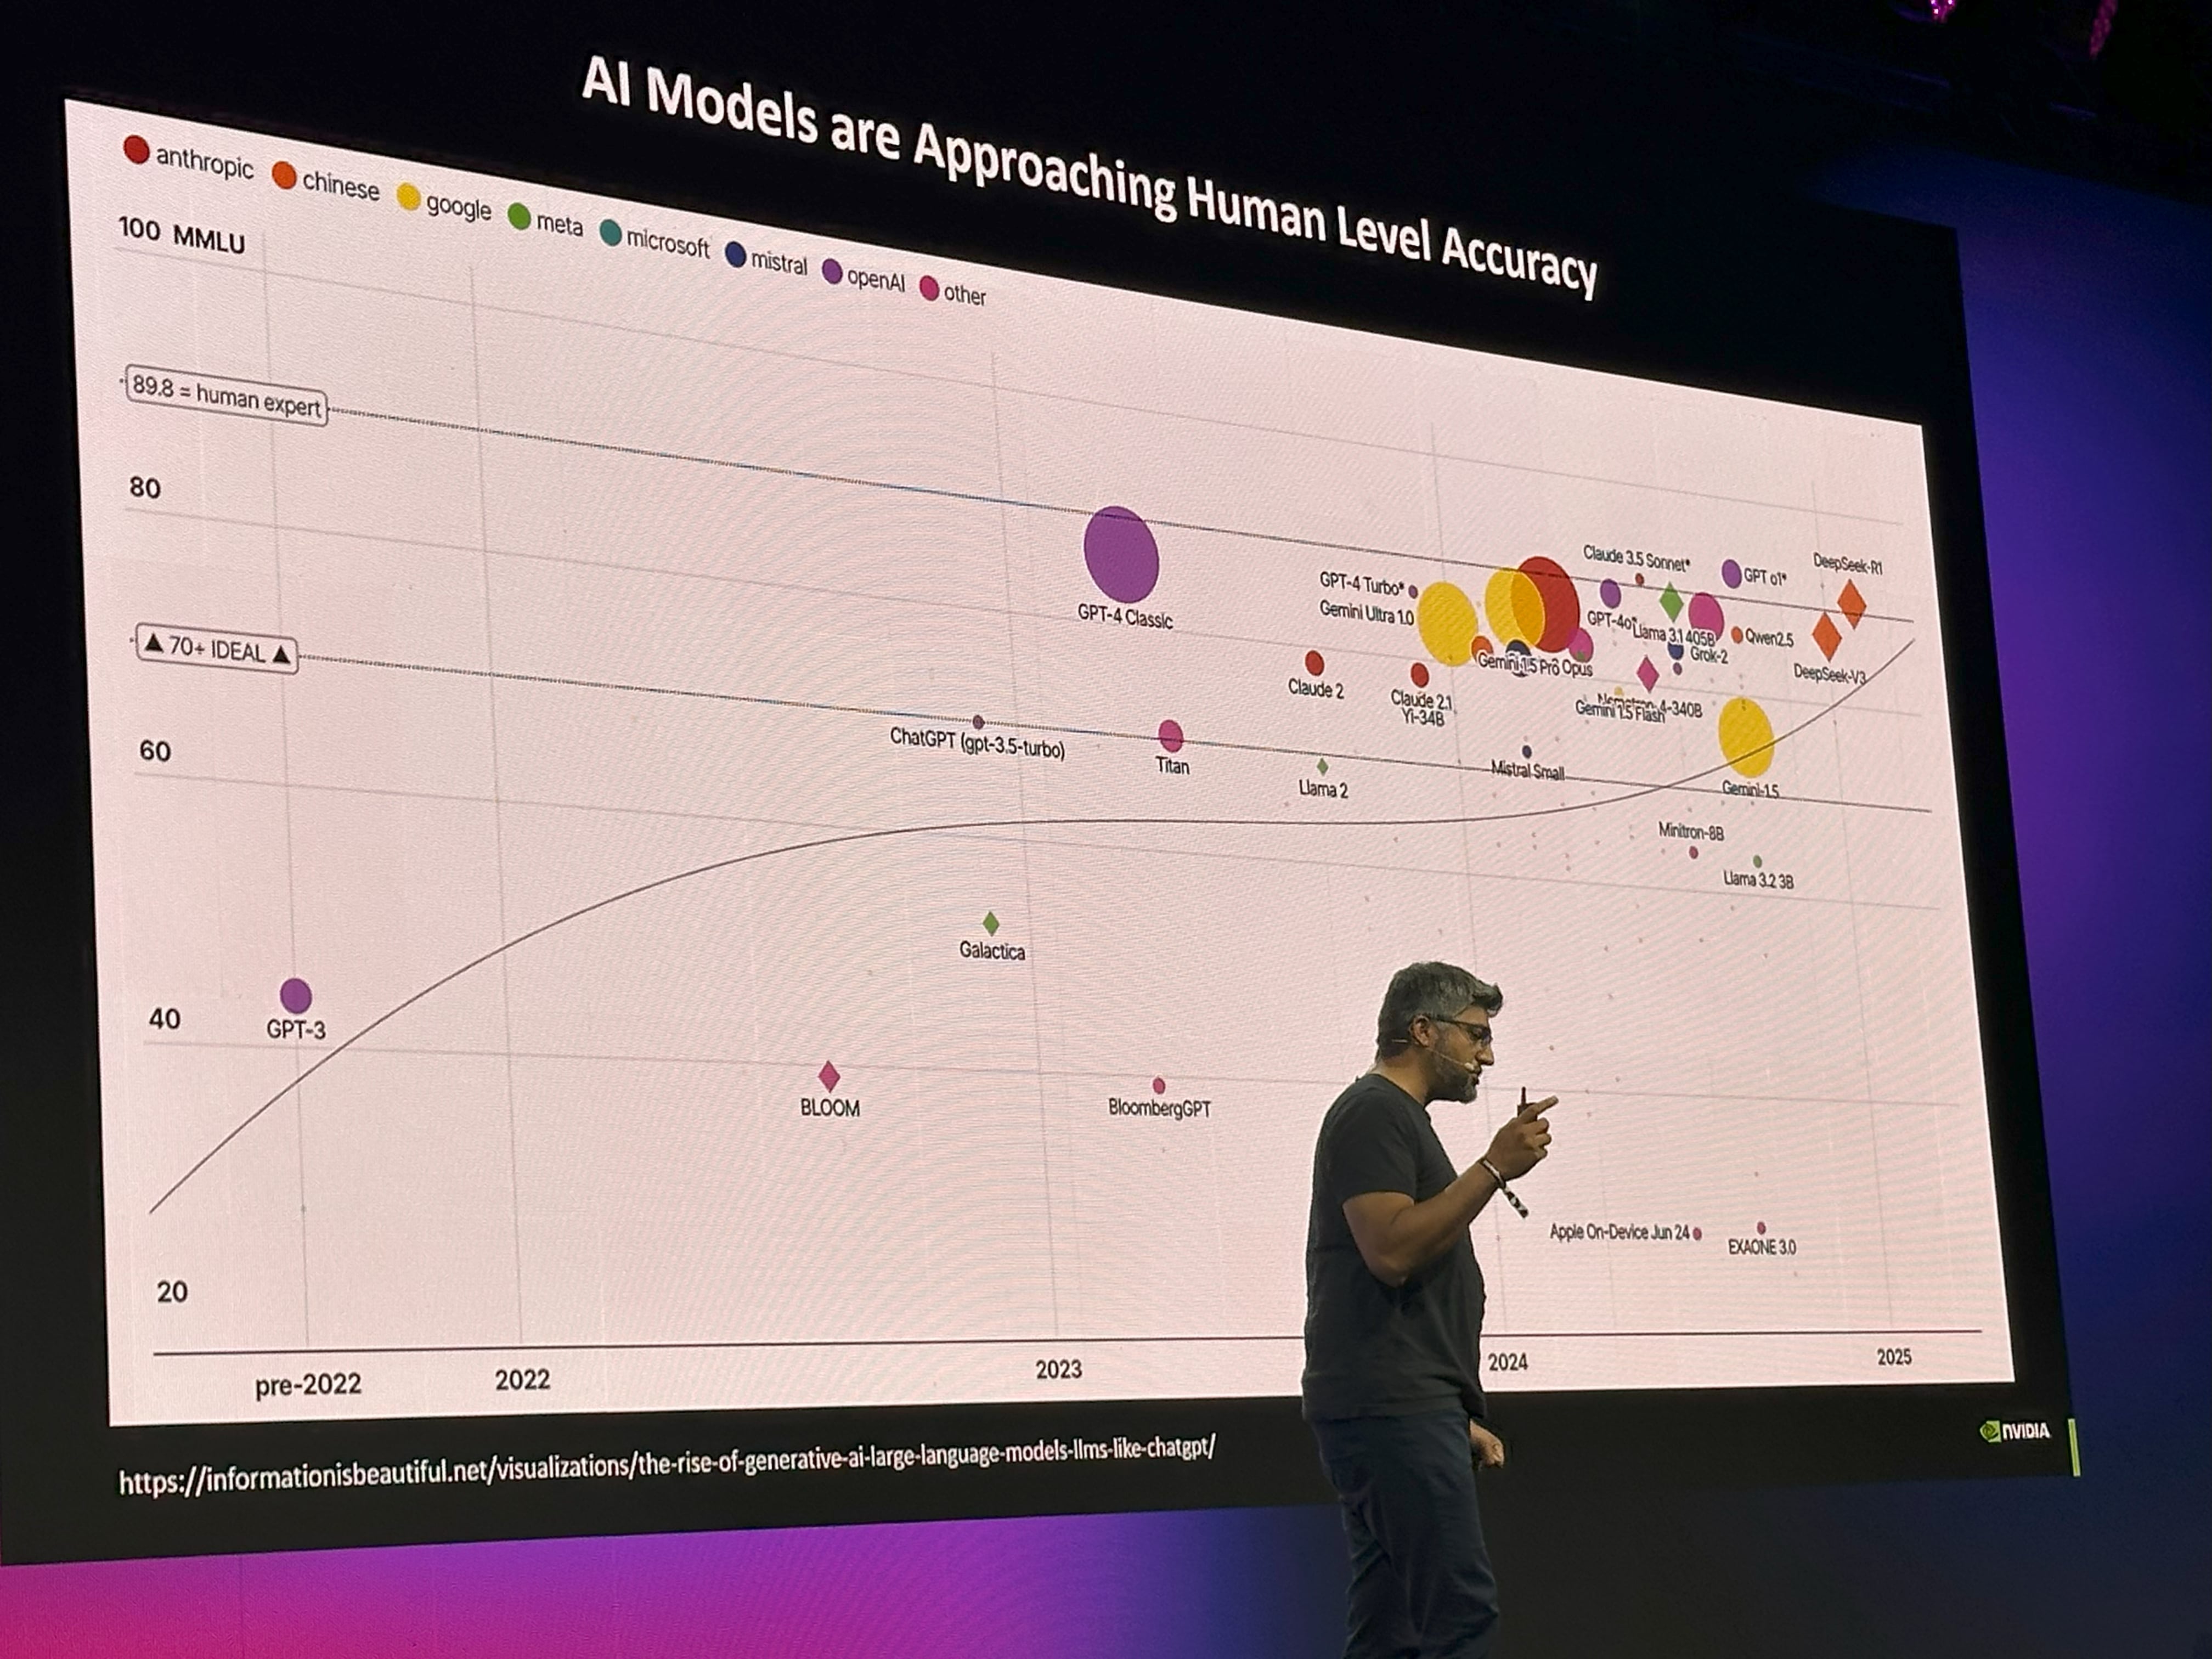 AI Models are Approaching Human Level Accuracy
anthropic chinese google meta microsoft mistral openAI other
100 MMLU
89.8 = human expert
80
▲ 70+ IDEAL ▲
60
40
20
GPT-4 Classic
GPT-4 Turbo*
Gemini Ultra 1.0
Claude 3.5 Sonnet*
GPT o1*
DeepSeek-R1
GPT-4o*
Llama 3.1 405B
Grok-2
Qwen2.5
DeepSeek-V3
Claude 2
Claude 2.1
Yi-34B
Gemini 1.5 Pro Opus
4-340B
Gemini 1.5 Flash
ChatGPT (gpt-3.5-turbo)
Titan
Llama 2
Mistral Small
Gemini-1.5
Minitron-8B
Llama 3.2 3B
Galactica
GPT-3
BLOOM
BloombergGPT
Apple On-Device Jun 24
EXAONE 3.0
pre-2022 2022 2023 2024 2025
https://informationisbeautiful.net/visualizations/the-rise-of-generative-ai-large-language-models-llms-like-chatgpt/
NVIDIA